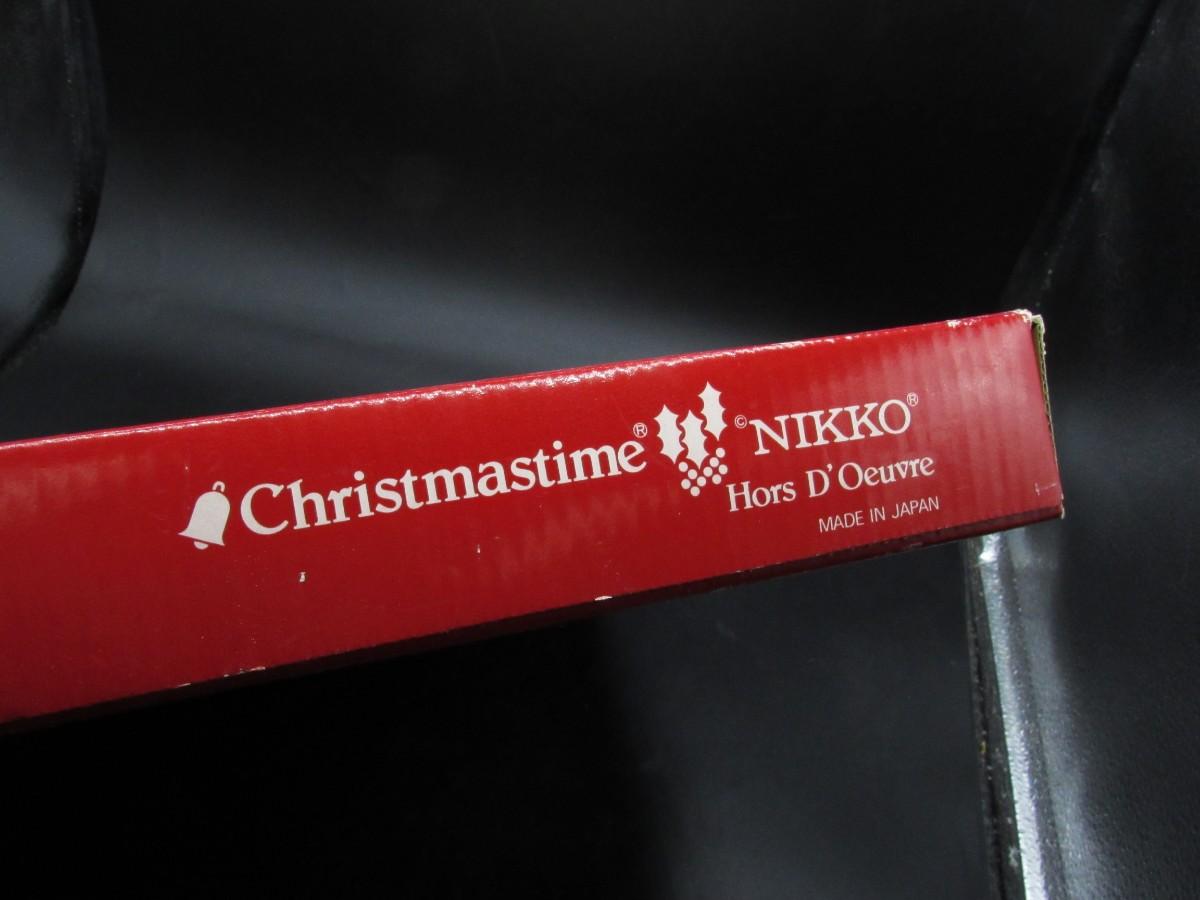 Christmastime® ©NIKKO®
Hors D'Oeuvre
MADE IN JAPAN